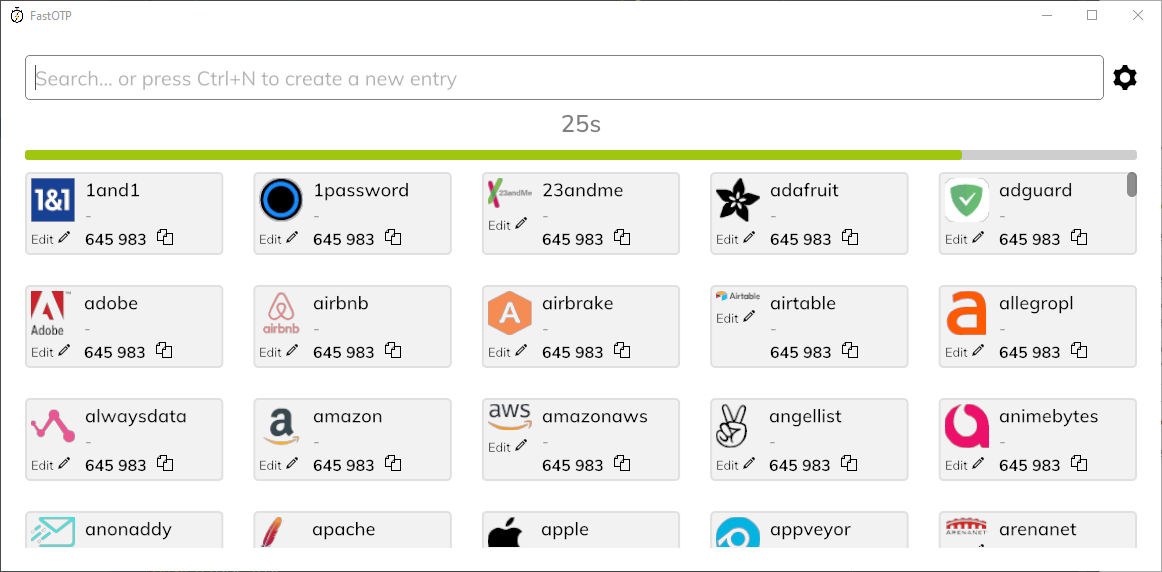 FastOTP
Search... or press Ctrl+N to create a new entry
25s
1&1 1and1 1password 23andMe 23andme adafruit adguard
- - - - -
Edit 645 983 Edit 645 983 Edit 645 983 Edit 645 983 Edit 645 983
Adobe adobe airbnb airbnb airbrake Airtable airtable allegropl
- - - - -
Edit 645 983 Edit 645 983 Edit 645 983 Edit 645 983 Edit 645 983
alwaysdata amazon aws amazonaws angellist animebytes
- - - - -
Edit 645 983 Edit 645 983 Edit 645 983 Edit 645 983 Edit 645 983
anonaddy apache apple appveyor ARENANET arenanet